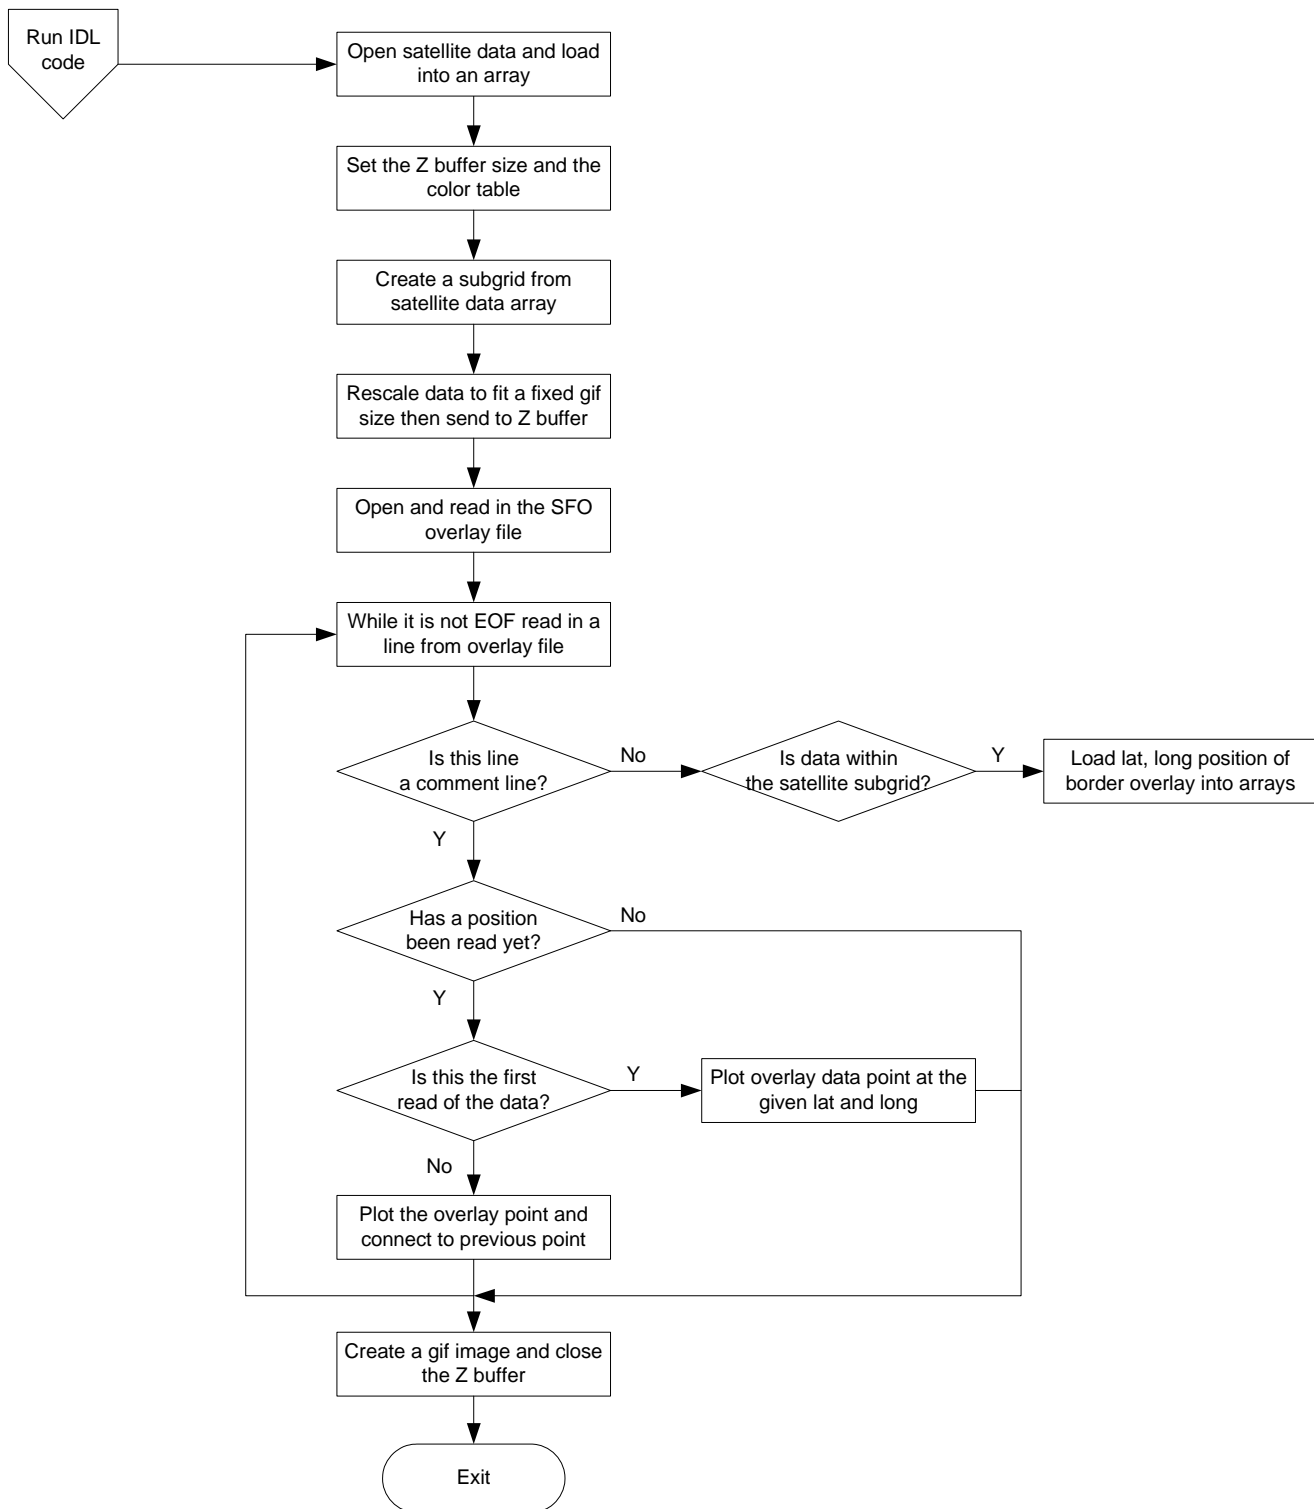 Run IDL
code
Open satellite data and load
into an array
Set the Z buffer size and the
color table
Create a subgrid from
satellite data array
Rescale data to fit a fixed gif
size then send to Z buffer
Open and read in the SFO
overlay file
While it is not EOF read in a
line from overlay file
Is this line
a comment line?
No
Is data within
the satellite subgrid?
Y
Load lat, long position of
border overlay into arrays
Y
Has a position
been read yet?
No
Y
Is this the first
read of the data?
Y
Plot overlay data point at the
given lat and long
No
Plot the overlay point and
connect to previous point
Create a gif image and close
the Z buffer
Exit